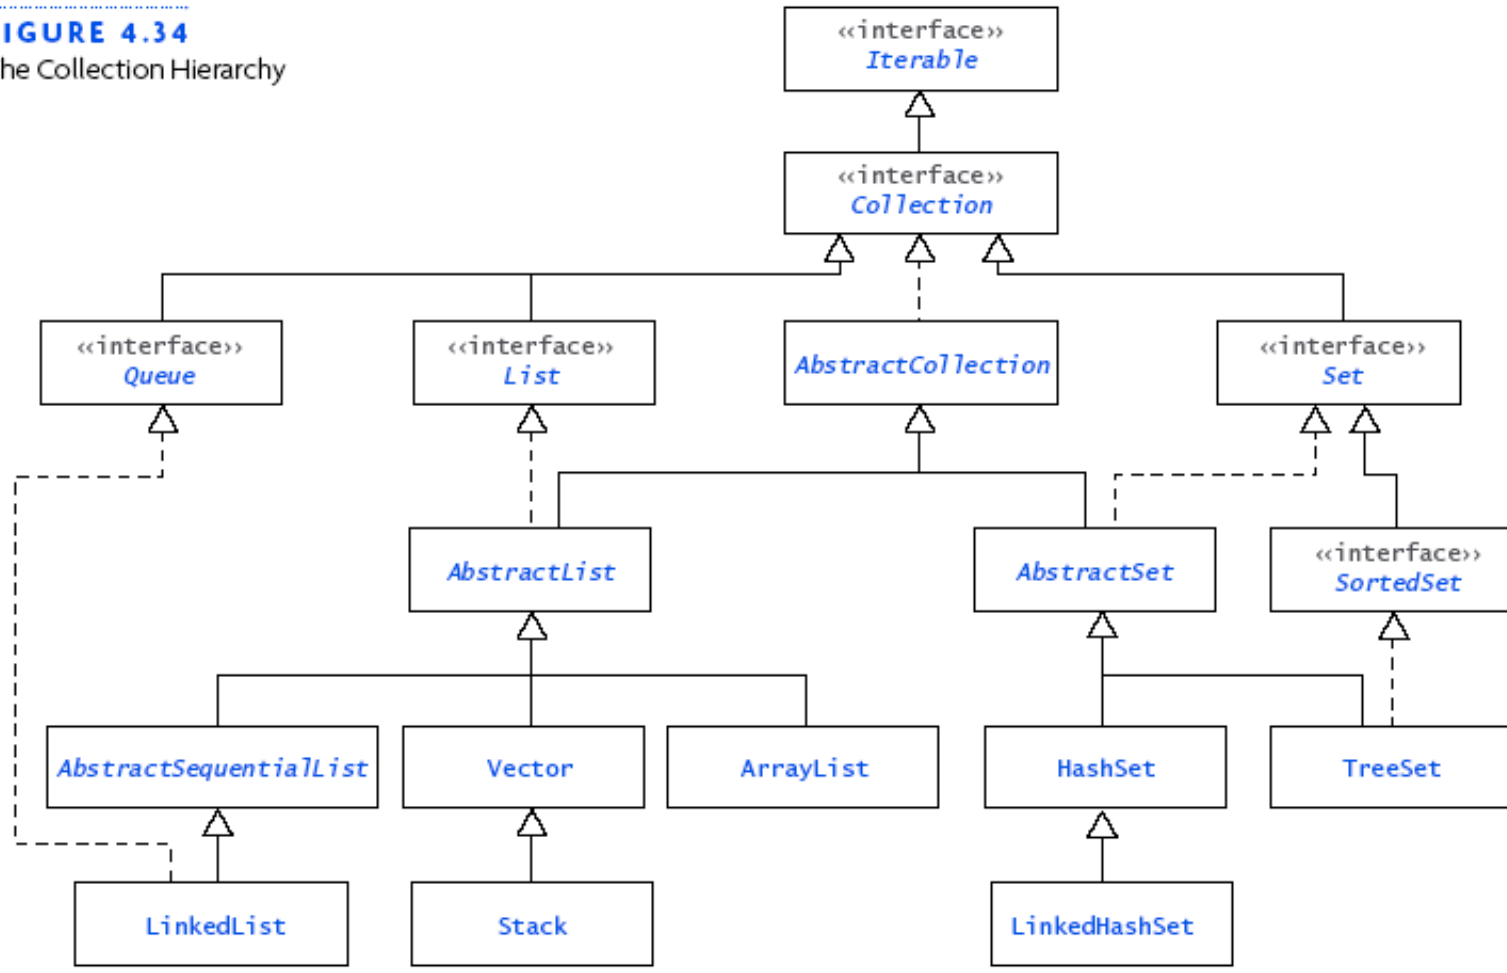 IGURE 4.34
he Collection Hierarchy
‹‹interface››
Iterable
‹‹interface››
Collection
‹‹interface››
Queue
‹‹interface››
List
AbstractCollection
‹‹interface››
Set
AbstractList
AbstractSet
‹‹interface››
SortedSet
AbstractSequentialList
Vector
ArrayList
HashSet
TreeSet
LinkedList
Stack
LinkedHashSet